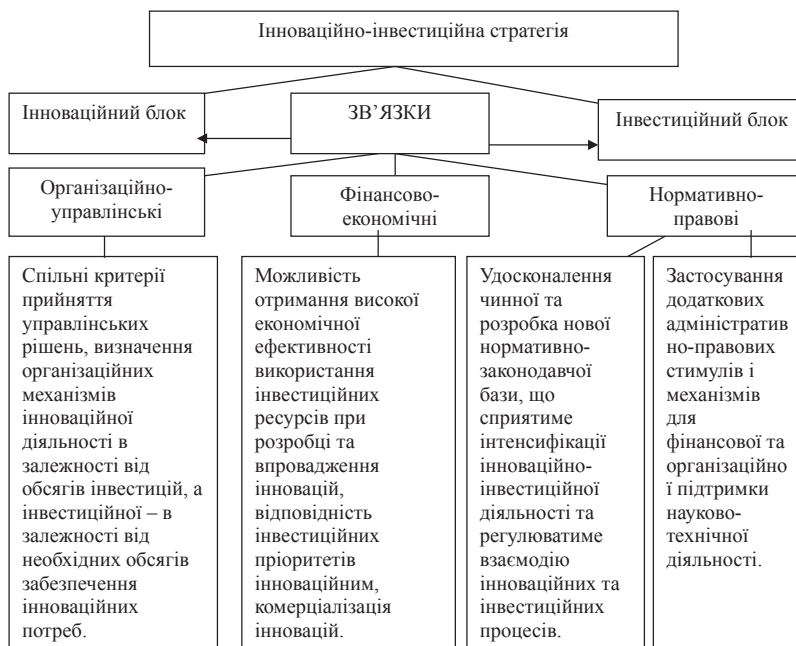 Інноваційно-інвестиційна стратегія
Інноваційний блок
ЗВ’ЯЗКИ
Інвестиційний блок
Організаційно-
управлінські
Фінансово-
економічні
Нормативно-
правові
Спільні критерії
прийняття
управлінських
рішень, визначення
організаційних
механізмів
інноваційної
діяльності в
залежності від
обсягів інвестицій, а
інвестиційної – в
залежності від
необхідних обсягів
забезпечення
інноваційних
потреб.
Можливість
отримання високої
економічної
ефективності
використання
інвестиційних
ресурсів при
розробці та
впровадження
інновацій,
відповідність
інвестиційних
пріоритетів
інноваційним,
комерціалізація
інновацій.
Удосконалення
чинної та
розробка нової
нормативно-
законодавчої
бази, що
сприятиме
інтенсифікації
інноваційно-
інвестиційної
діяльності та
регулюватиме
взаємодію
інноваційних та
інвестиційних
процесів.
Застосування
додаткових
адміністратив
но-правових
стимулів і
механізмів
для
фінансової та
організаційно
ї підтримки
науково-
технічної
діяльності.